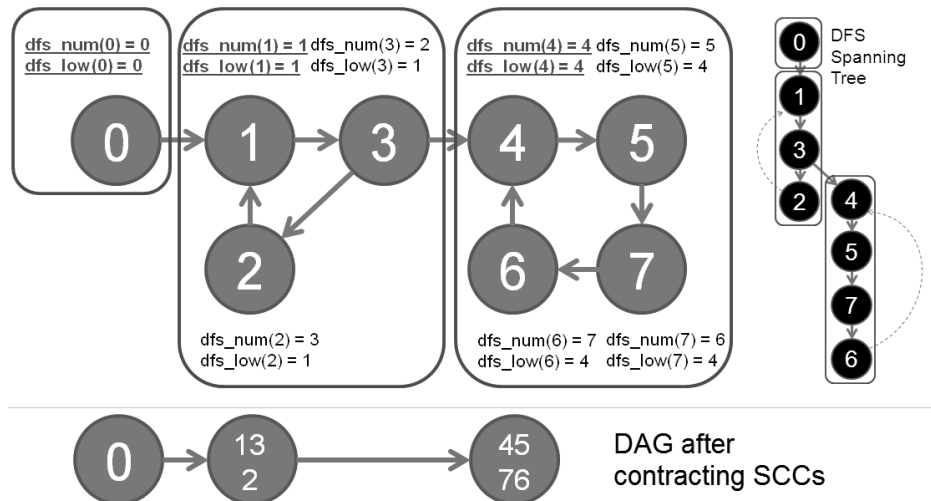 dfs_num(0) = 0
dfs_low(0) = 0
dfs_num(1) = 1 dfs_num(3) = 2
dfs_low(1) = 1 dfs_low(3) = 1
dfs_num(4) = 4 dfs_num(5) = 5
dfs_low(4) = 4 dfs_low(5) = 4
0
1
3
4
5
2
6
7
dfs_num(2) = 3
dfs_low(2) = 1
dfs_num(6) = 7 dfs_num(7) = 6
dfs_low(6) = 4 dfs_low(7) = 4
DFS
Spanning
Tree
0
1
3
2
4
5
7
6
0
13
2
45
76
DAG after
contracting SCCs